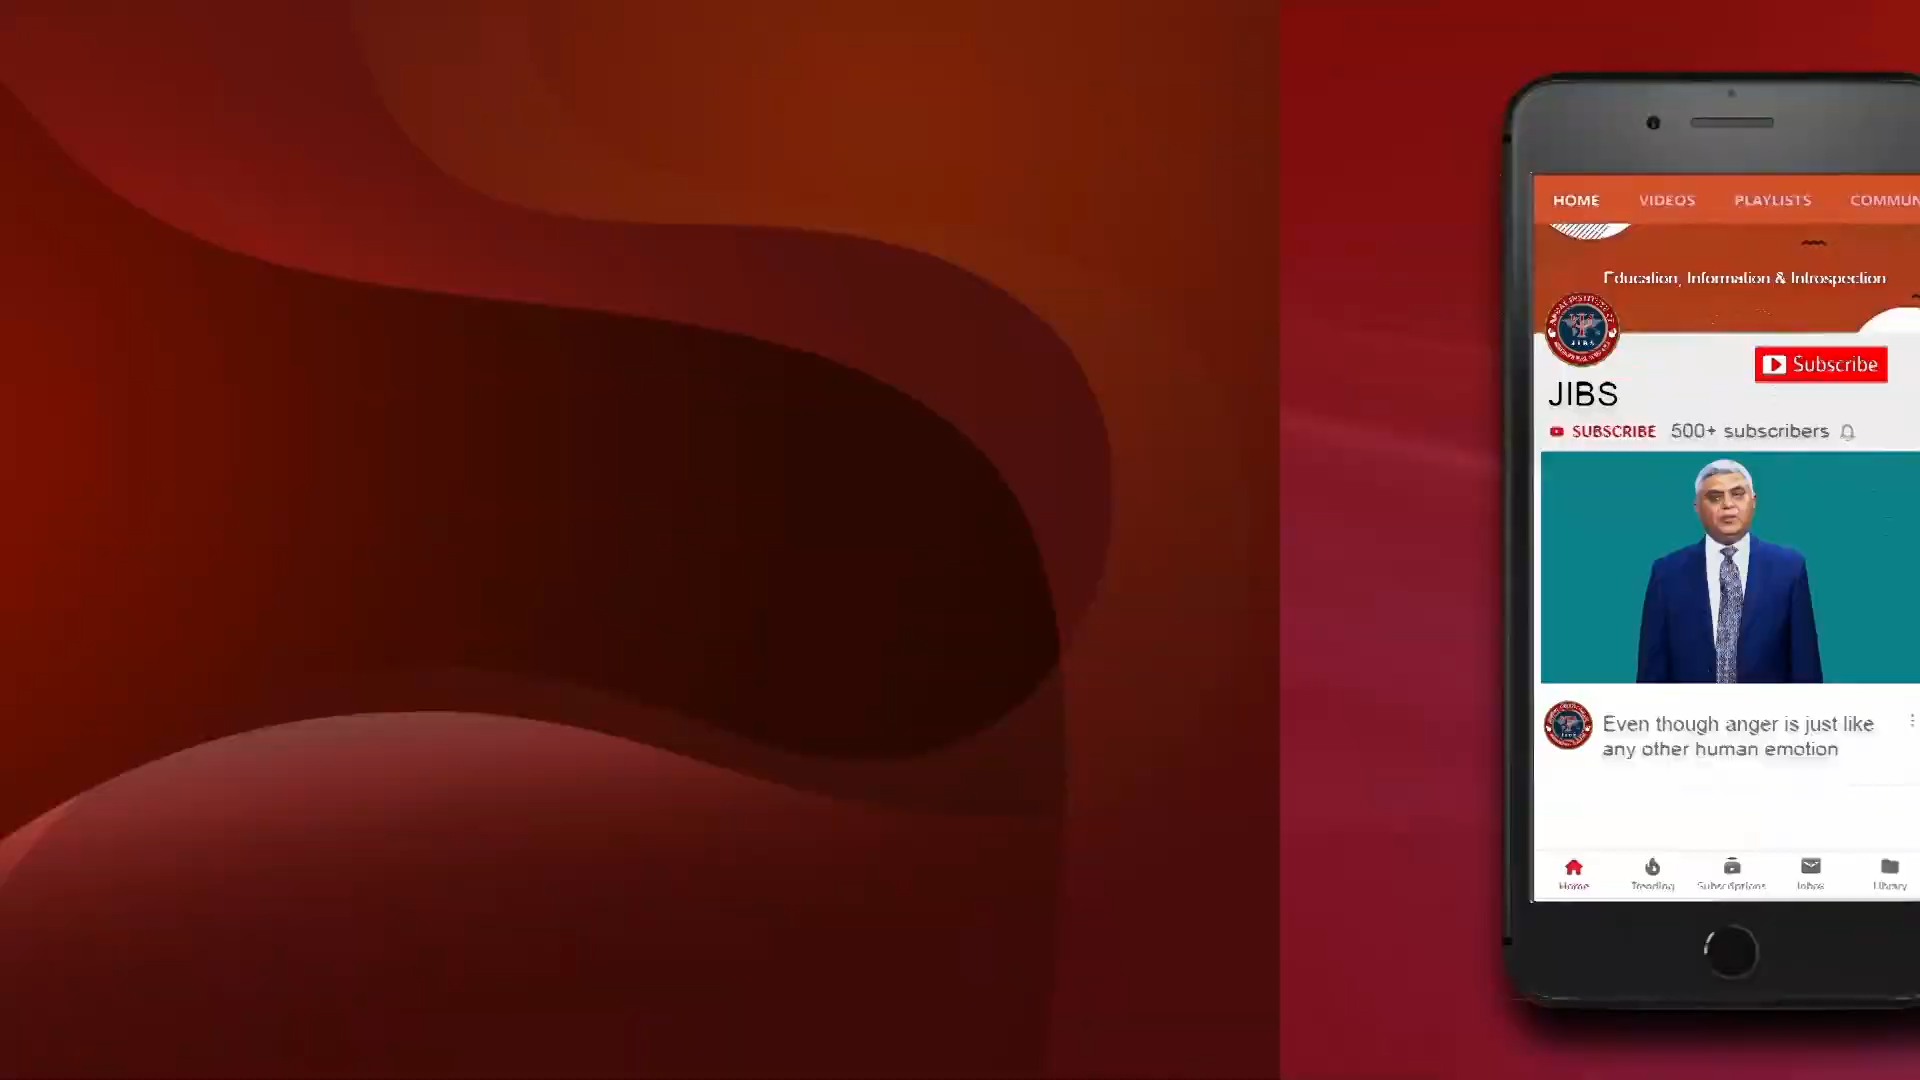 HOME VIDEOS PLAYLISTS COMMUN
Education, Information & Introspection
Subscribe
JIBS
SUBSCRIBE 500+ subscribers
Even though anger is just like
any other human emotion
Home Trending Subscriptions Inbox Library